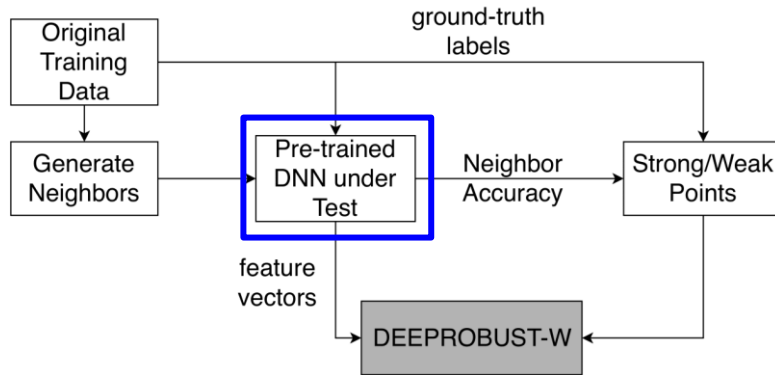 Original
Training
Data
ground-truth
labels
Generate
Neighbors
Pre-trained
DNN under
Test
Neighbor
Accuracy
Strong/Weak
Points
feature
vectors
DEEPROBUST-W